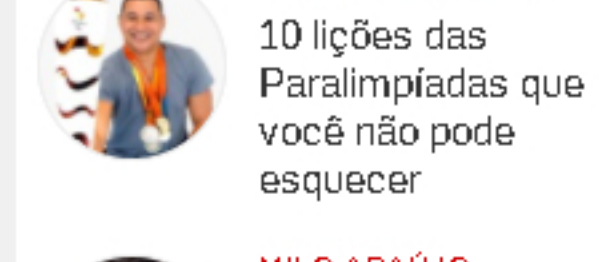 10 lições das
Paralimpíadas que
você não pode
esquecer